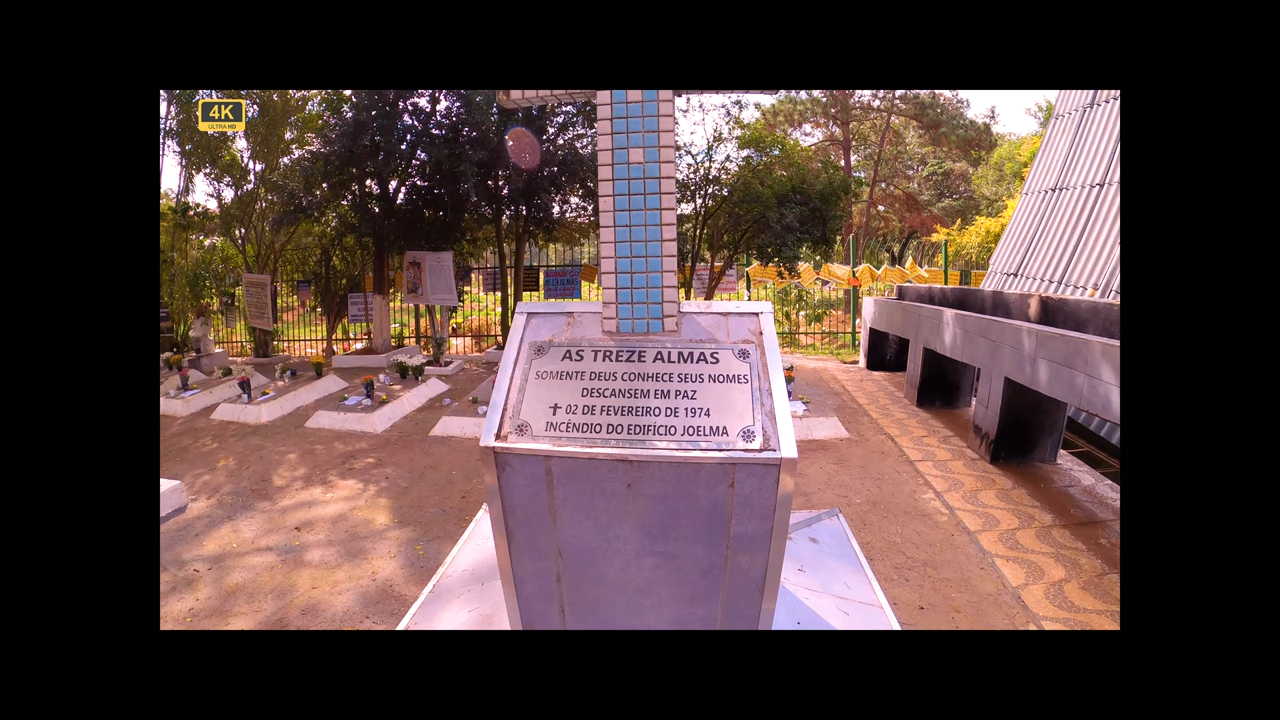 4K
ULTRA HD
AS TREZE ALMAS
SOMENTE DEUS CONHECE SEUS NOMES
DESCANSEM EM PAZ
02 DE FEVEREIRO DE 1974
INCÊNDIO DO EDIFÍCIO JOELMA